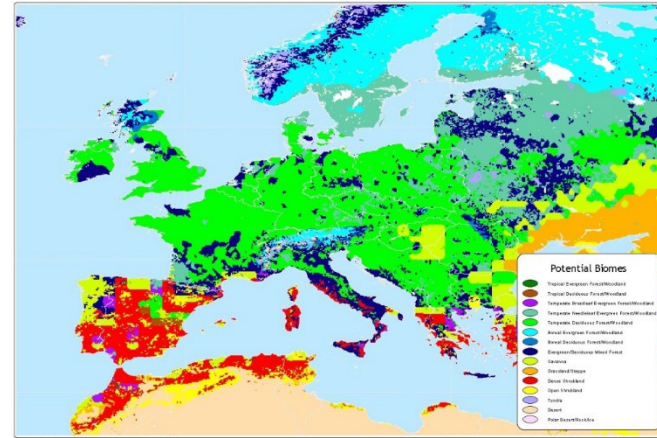 Potential Biomes
Tropical Evergreen Forest/Woodland
Tropical Deciduous Forest/Woodland
Temperate Broadleaf Evergreen Forest/Woodland
Temperate Needleleaf Evergreen Forest/Woodland
Temperate Deciduous Forest/Woodland
Boreal Evergreen Forest/Woodland
Boreal Deciduous Forest/Woodland
Evergreen/Deciduous Mixed Forest
Savanna
Grassland/Steppe
Dense Shrubland
Open Shrubland
Tundra
Desert
Polar Desert/Rock/Ice